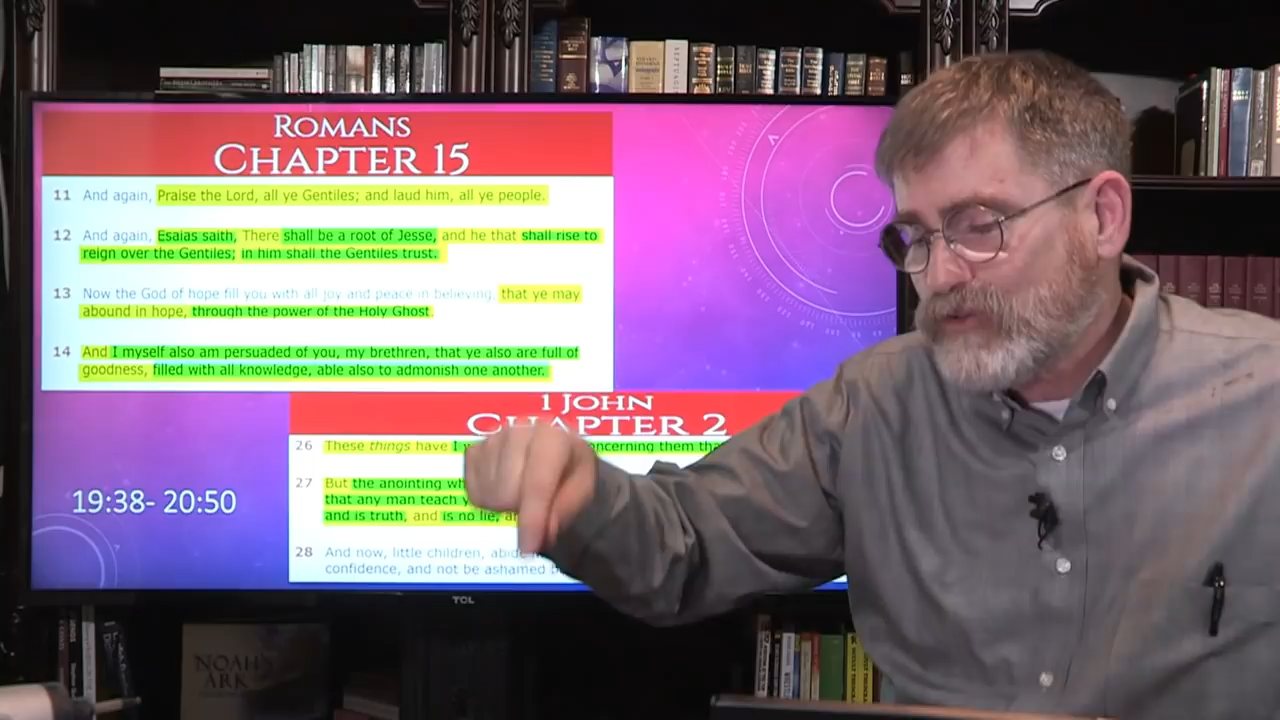 ROMANS
CHAPTER 15
11 And again, Praise the Lord, all ye Gentiles; and laud him, all ye people.
12 And again, Esaias saith, There shall be a root of Jesse, and he that shall rise to
reign over the Gentiles; in him shall the Gentiles trust.
13 Now the God of hope fill you with all joy and peace in believing, that ye may
abound in hope, through the power of the Holy Ghost.
14 And I myself also am persuaded of you, my brethren, that ye also are full of
goodness, filled with all knowledge, able also to admonish one another.
1 JOHN
CHAPTER 2
26 These things have I concerning them
27 But the anointing
that any man teach
and is truth, and is no lie,
28 And now, little children, abide
confidence, and not be ashamed
19:38- 20:50
TCL
NOAH'S
ARK